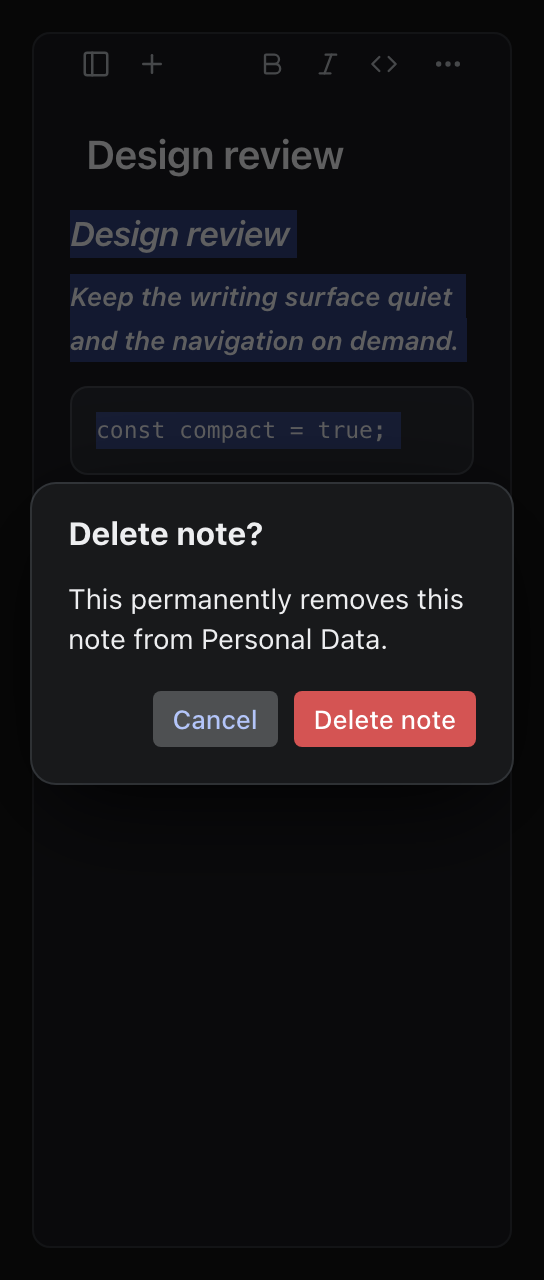 Design review
Design review
Keep the writing surface quiet
and the navigation on demand.
const compact = true;
Delete note?
This permanently removes this
note from Personal Data.
Cancel
Delete note